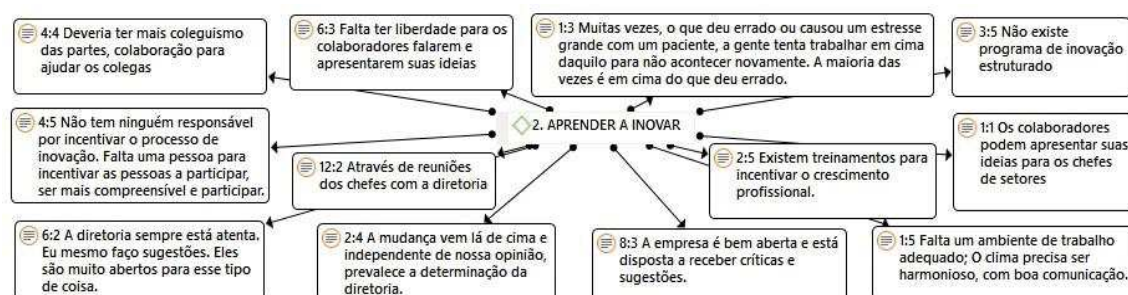 4:4 Deveria ter mais coleguismo
das partes, colaboração para
ajudar os colegas
6:3 Falta ter liberdade para os
colaboradores falarem e
apresentarem suas ideias
1:3 Muitas vezes, o que deu errado ou causou um estresse
grande com um paciente, a gente tenta trabalhar em cima
daquilo para não acontecer novamente. A maioria das
vezes é em cima do que deu errado.
3:5 Não existe
programa de inovação
estruturado
2. APRENDER A INOVAR
4:5 Não tem ninguém responsável
por incentivar o processo de
inovação. Falta uma pessoa para
incentivar as pessoas a participar,
ser mais compreensível e participar.
12:2 Através de reuniões
dos chefes com a diretoria
2:5 Existem treinamentos para
incentivar o crescimento
profissional.
1:1 Os colaboradores
podem apresentar suas
ideias para os chefes
de setores
6:2 A diretoria sempre está atenta.
Eu mesmo faço sugestões. Eles
são muito abertos para esse tipo
de coisa.
2:4 A mudança vem lá de cima e
independente de nossa opinião,
prevalece a determinação da
diretoria.
8:3 A empresa é bem aberta e está
disposta a receber críticas e
sugestões.
1:5 Falta um ambiente de trabalho
adequado; O clima precisa ser
harmonioso, com boa comunicação.